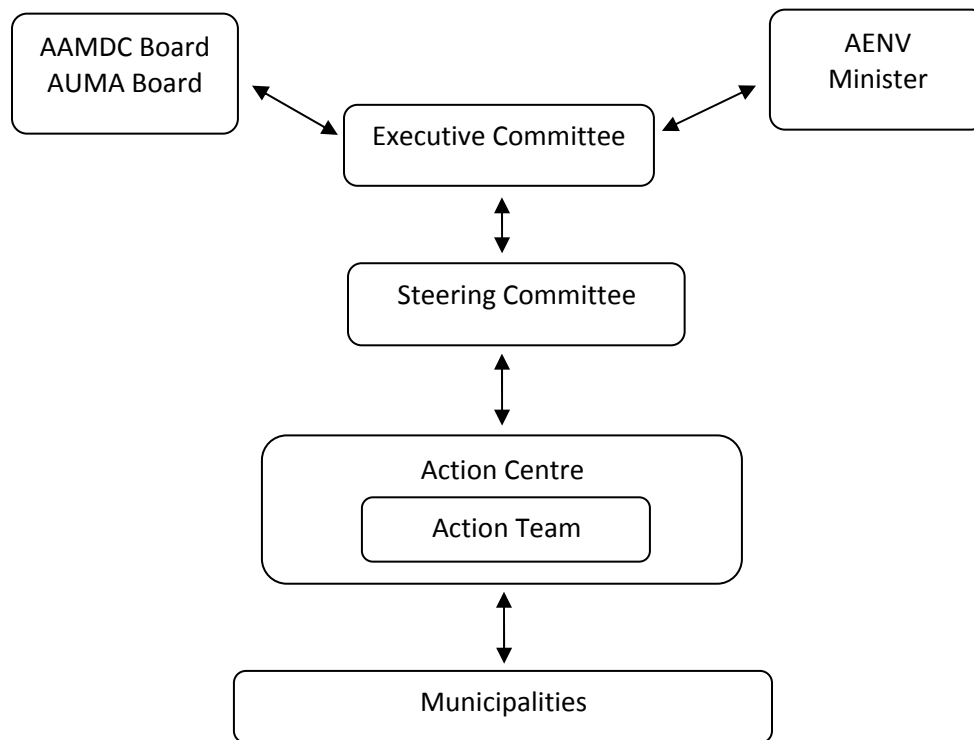 AAMDC Board
AUMA Board
AENV
Minister
Executive Committee
Steering Committee
Action Centre
Action Team
Municipalities